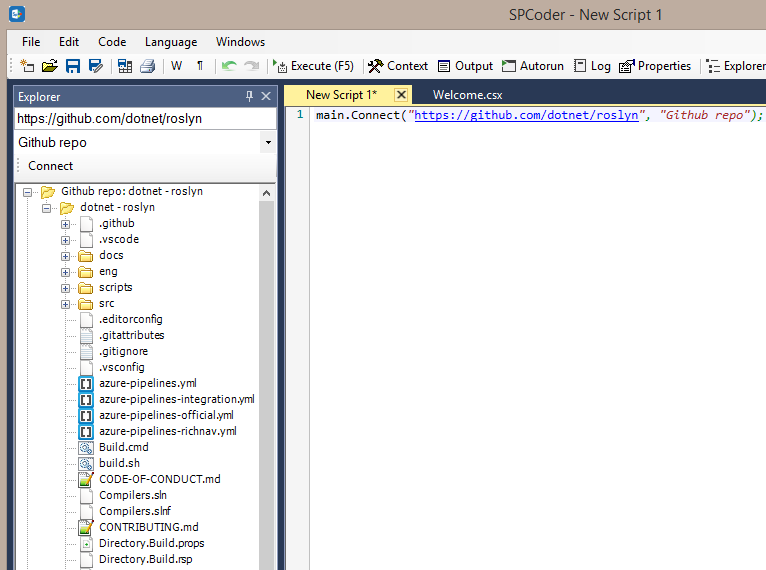 SPCoder - New Script 1
File Edit Code Language Windows
W ¶ Execute (F5) Context Output Autorun Log Properties Explorer
Explorer
https://github.com/dotnet/roslyn
Github repo
Connect
Github repo: dotnet - roslyn
dotnet - roslyn
.github
.vscode
docs
eng
scripts
src
.editorconfig
.gitattributes
.gitignore
.vsconfig
azure-pipelines.yml
azure-pipelines-integration.yml
azure-pipelines-official.yml
azure-pipelines-richnav.yml
Build.cmd
build.sh
CODE-OF-CONDUCT.md
Compilers.sln
Compilers.slnf
CONTRIBUTING.md
Directory.Build.props
Directory.Build.rsp
New Script 1* Welcome.csx
1 main.Connect("https://github.com/dotnet/roslyn", "Github repo");